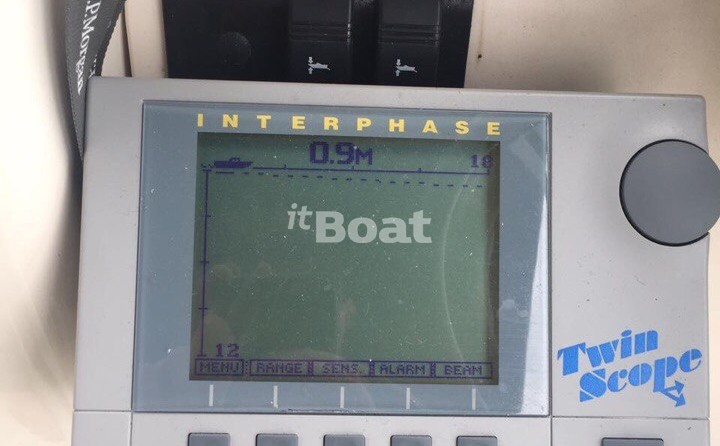 J.P.Morgan
INTERPHASE
0.9M
18
itBoat
12
MENU RANGE SENS. ALARM BEAM
Twin
Scope